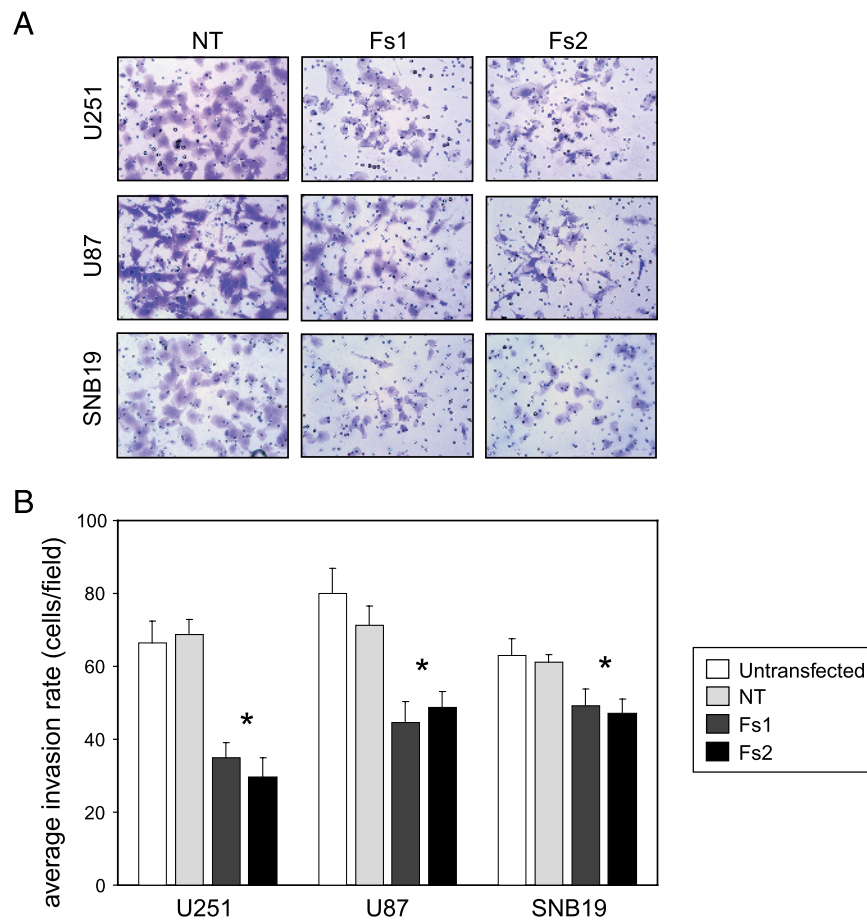 A
NT Fs1 Fs2
U251
U87
SNB19
B
average invasion rate (cells/field)
100
80
60
40
20
0
*
*
*
U251 U87 SNB19
Untransfected
NT
Fs1
Fs2